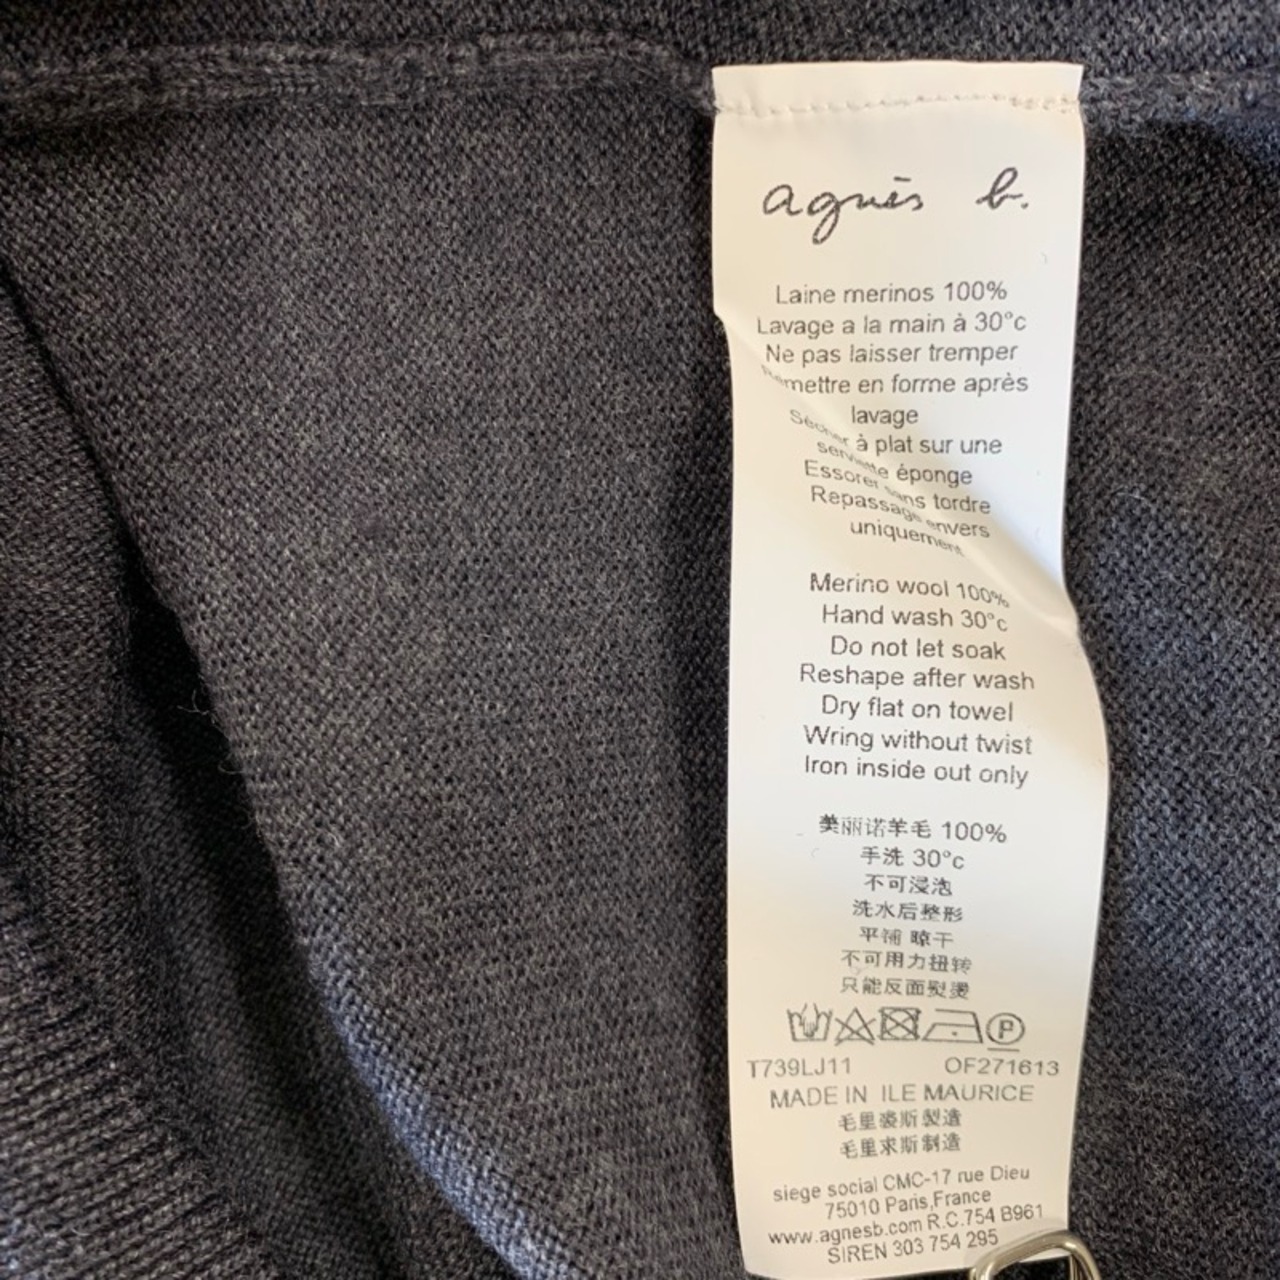 agnès b.
Laine merinos 100%
Lavage a la main à 30°c
Ne pas laisser tremper
Remettre en forme après
lavage
Sécher à plat sur une
serviette éponge
Essorer sans tordre
Repassage envers
uniquement
Merino wool 100%
Hand wash 30°c
Do not let soak
Reshape after wash
Dry flat on towel
Wring without twist
Iron inside out only
美丽诺羊毛 100%
手洗 30°c
不可浸泡
洗水后整形
平铺 晾干
不可用力扭转
只能反面熨烫
P
T739LJ11 OF271613
MADE IN ILE MAURICE
毛里裘斯製造
毛里求斯制造
siege social CMC-17 rue Dieu
75010 Paris,France
www.agnesb.com R.C.754 B961
SIREN 303 754 295